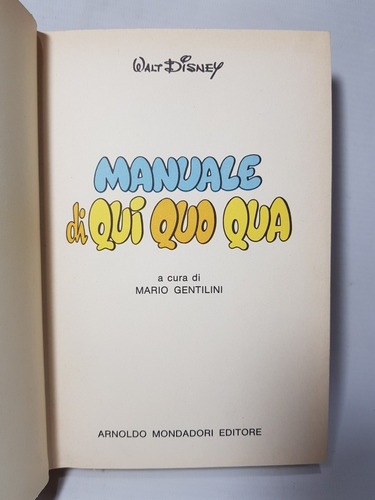 WALT DISNEY
MANUALE
di QUI QUO QUA
a cura di
MARIO GENTILINI
ARNOLDO MONDADORI EDITORE